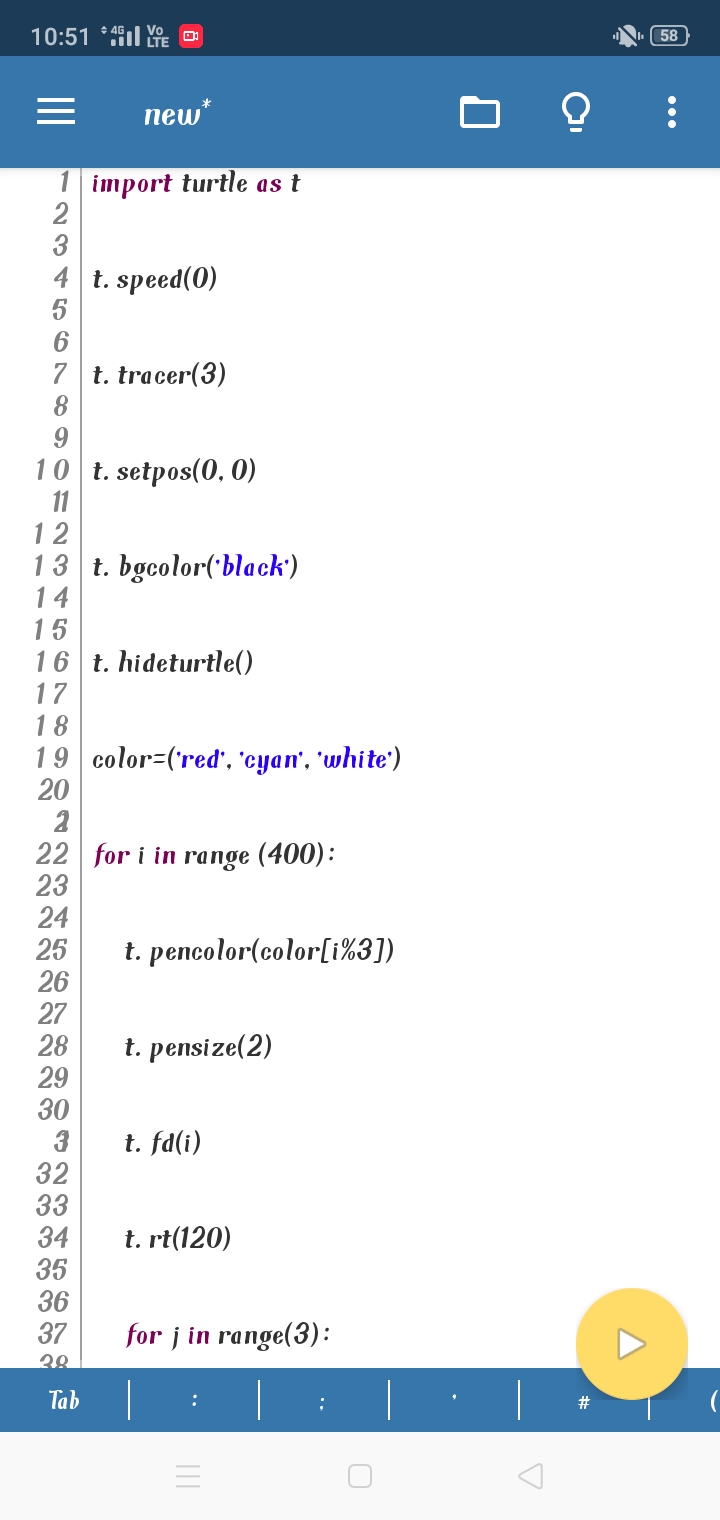 10:51 4G Vo LTE 58
new*
1 import turtle as t
2
3
4 t. speed(0)
5
6
7 t. tracer(3)
8
9
10 t. setpos(0, 0)
11
12
13 t. bgcolor('black')
14
15
16 t. hideturtle()
17
18
19 color=('red', 'cyan', 'white')
20
21
22 for i in range (400):
23
24
25 t. pencolor(color[i%3])
26
27
28 t. pensize(2)
29
30
31 t. fd(i)
32
33
34 t. rt(120)
35
36
37 for j in range(3):
38
Tab : ; ' # (